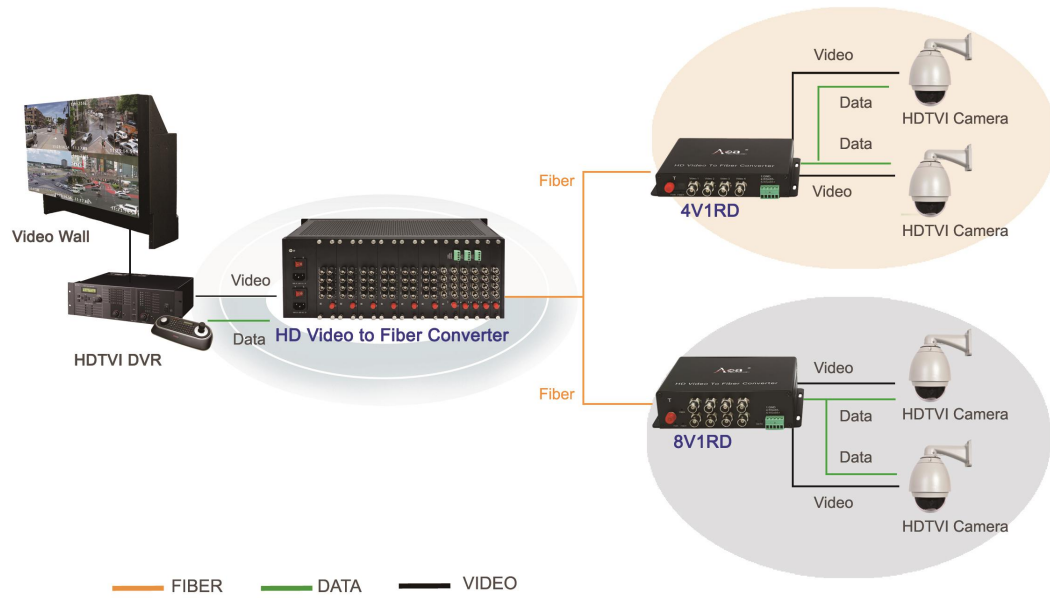 Video
Data
HDTVI Camera
Data
Video
HDTVI Camera
HD Video To Fiber Converter
4V1RD
Fiber
Video Wall
Video
Data
HDTVI DVR
HD Video to Fiber Converter
Fiber
HD Video To Fiber Converter
8V1RD
Video
Data
HDTVI Camera
Data
Video
HDTVI Camera
FIBER
DATA
VIDEO